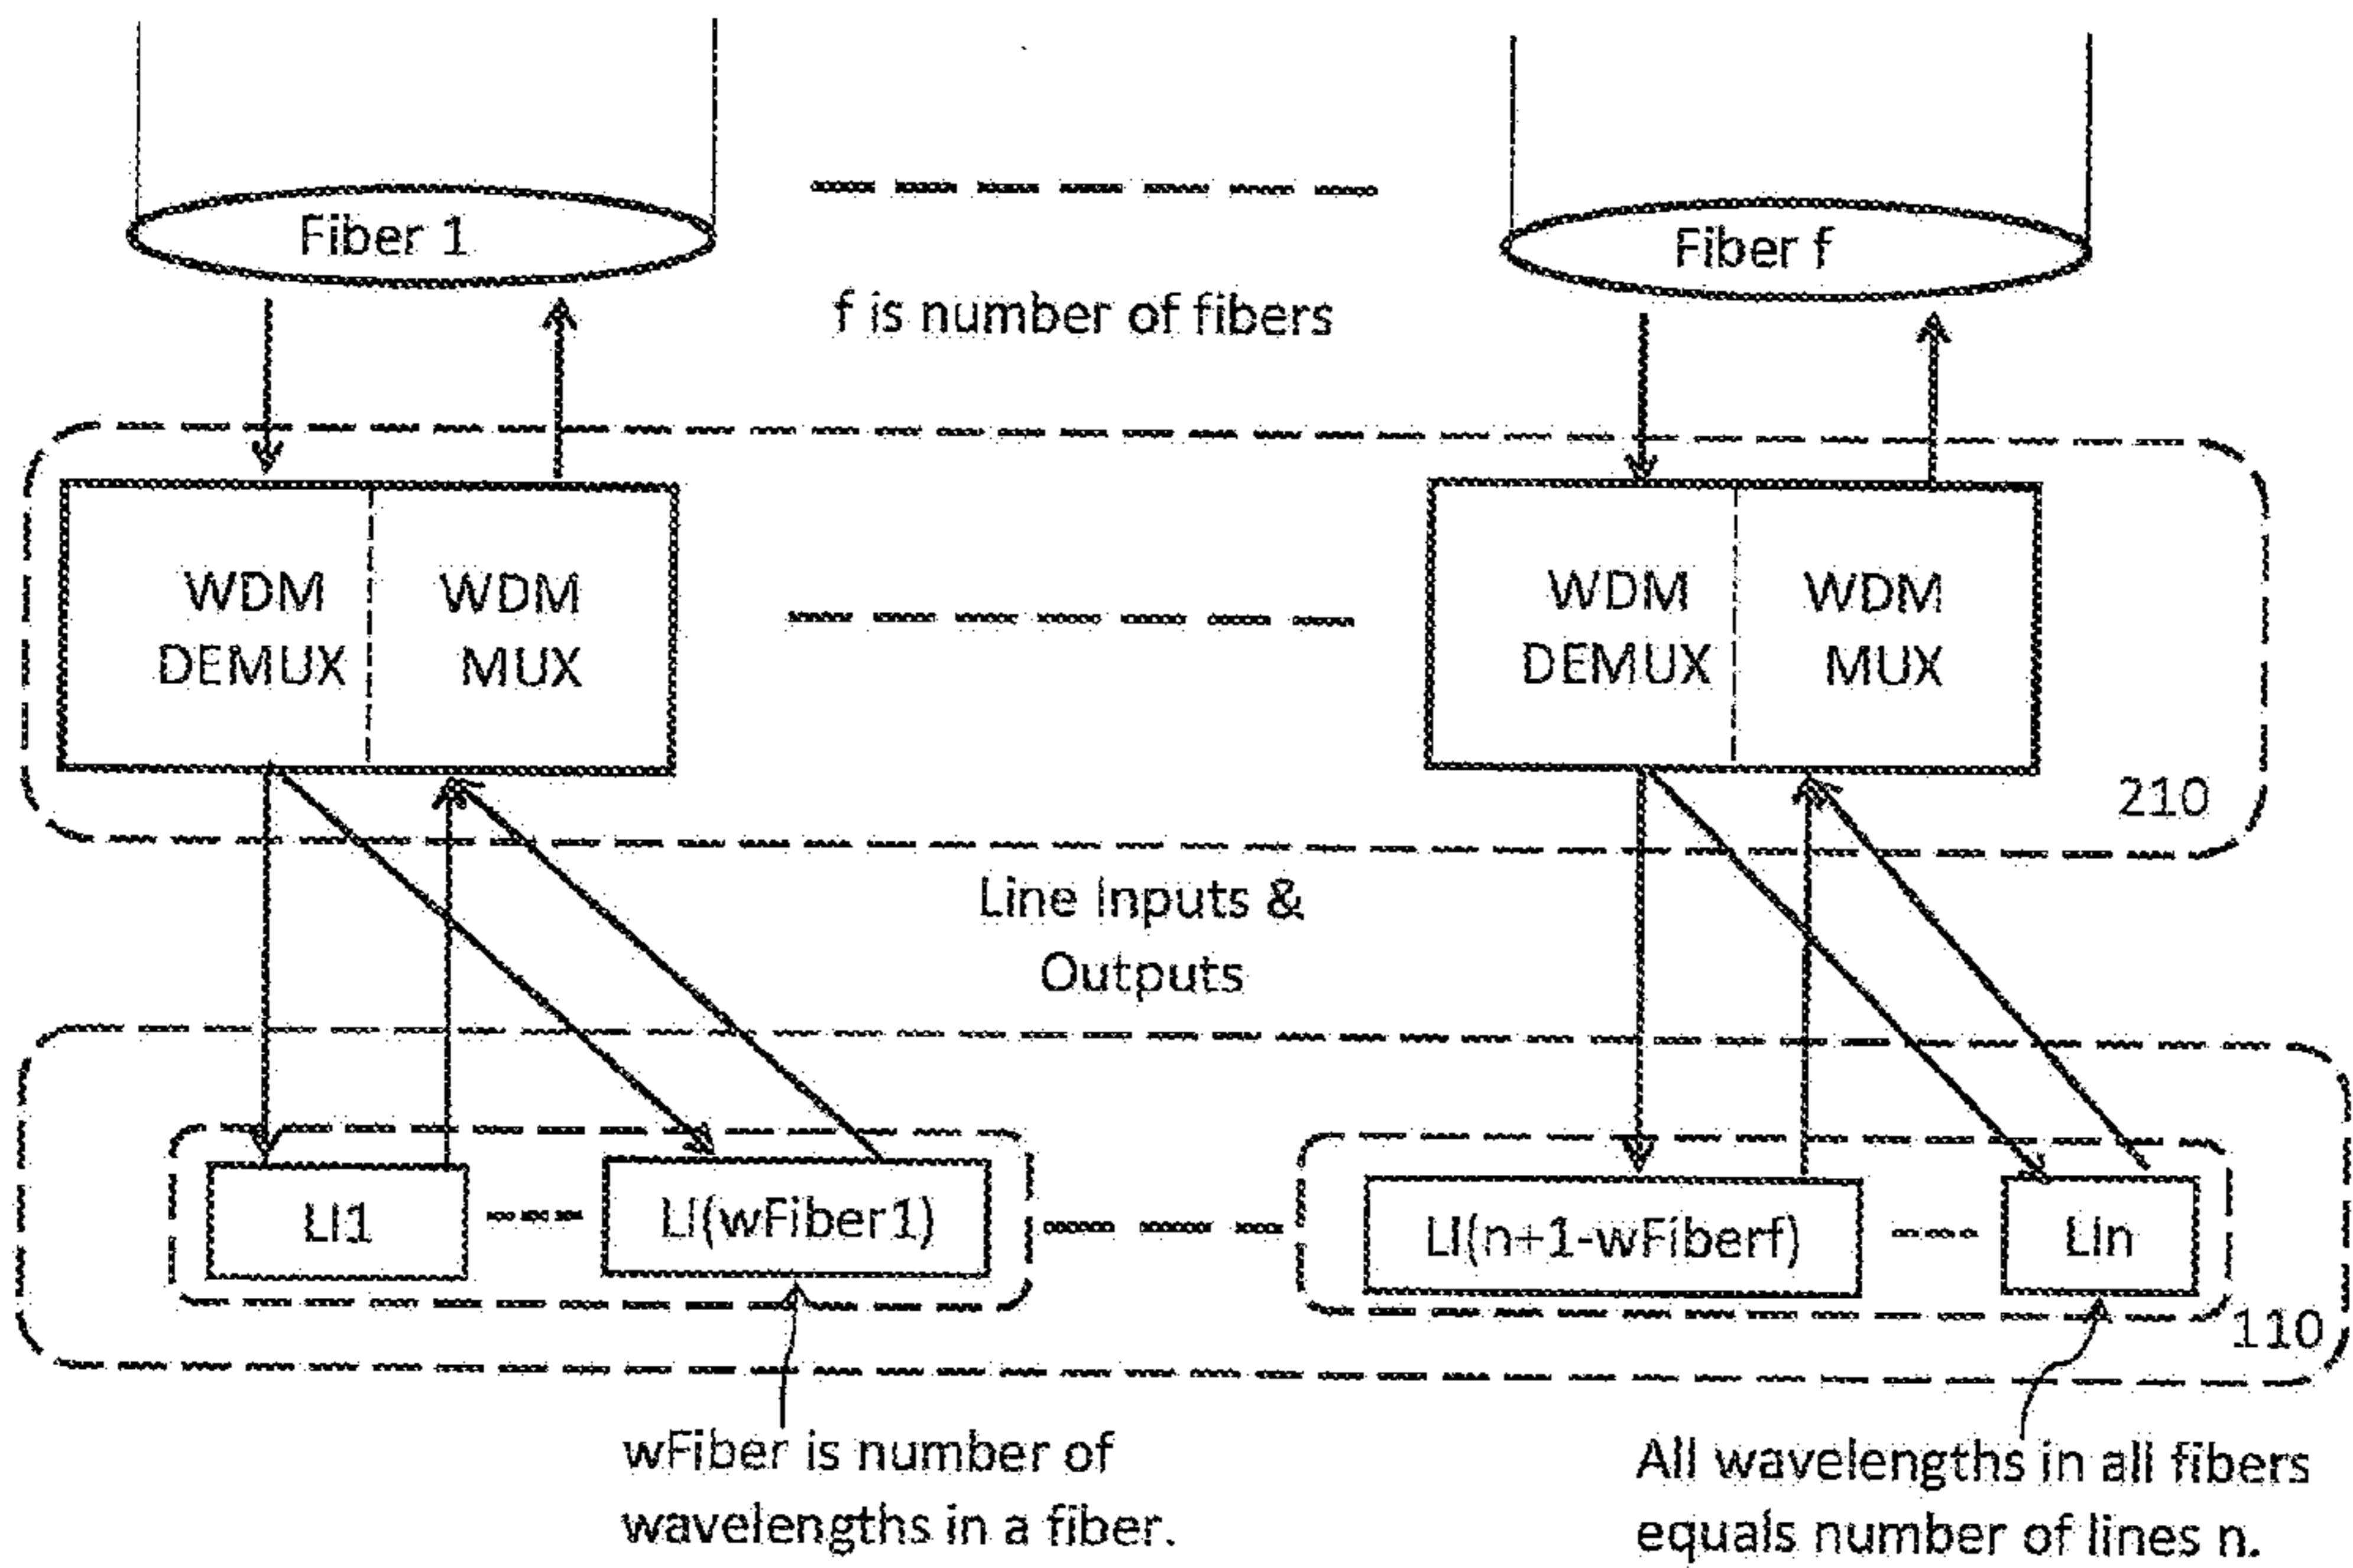 Fiber 1
Fiber f
f is number of fibers
WDM
DEMUX
WDM
MUX
WDM
DEMUX
WDM
MUX
210
Line Inputs &
Outputs
LI1
LI(wFiber1)
LI(n+1-wFiberf)
LIn
110
wFiber is number of
wavelengths in a fiber.
All wavelengths in all fibers
equals number of lines n.